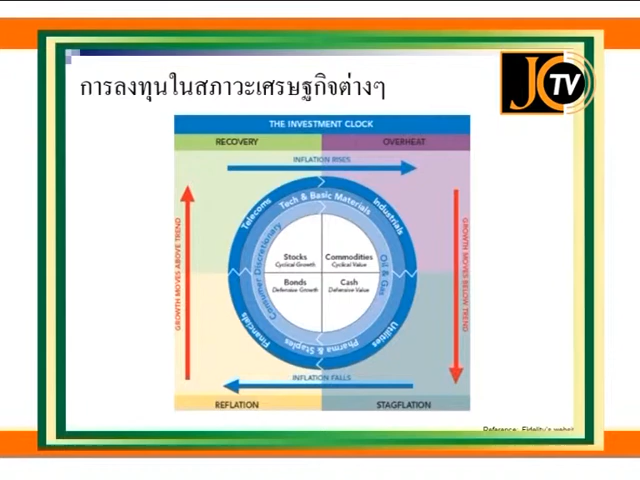 การลงทุนในสภาวะเศรษฐกิจต่างๆ
JC TV
THE INVESTMENT CLOCK
RECOVERY
OVERHEAT
INFLATION RISES
Telecoms
Tech & Basic Materials
Industrials
GROWTH MOVES ABOVE TREND
Consumer Discretionary
Stocks
Cyclical Growth
Commodities
Cyclical Value
Oil & Gas
GROWTH MOVES BELOW TREND
Bonds
Defensive Growth
Cash
Defensive Value
Financials
Pharma & Staples
Utilities
INFLATION FALLS
REFLATION
STAGFLATION
Reference: Fidelity's